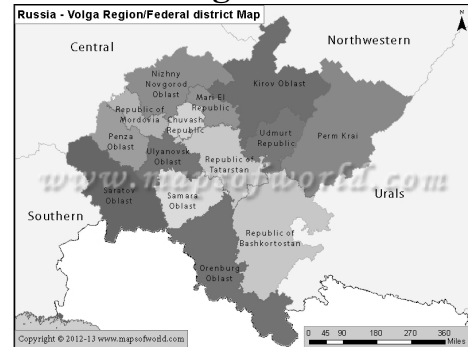 Russia - Volga Region/Federal district Map
N
Northwestern
Central
Nizhny
Novgorod
Oblast
Kirov Oblast
Mari El
Republic
Republic of
Mordovia
Chuvash
Republic
Penza
Oblast
Ulyanovsk
Oblast
Udmurt
Republic
Perm Krai
Republic of
Tatarstan
www.mapsofworld.com
Saratov
Oblast
Samara
Oblast
Urals
Southern
Republic of
Bashkortostan
Orenburg
Oblast
0 45 90 180 270 360
Miles
Copyright © 2012-13 www.mapsofworld.com